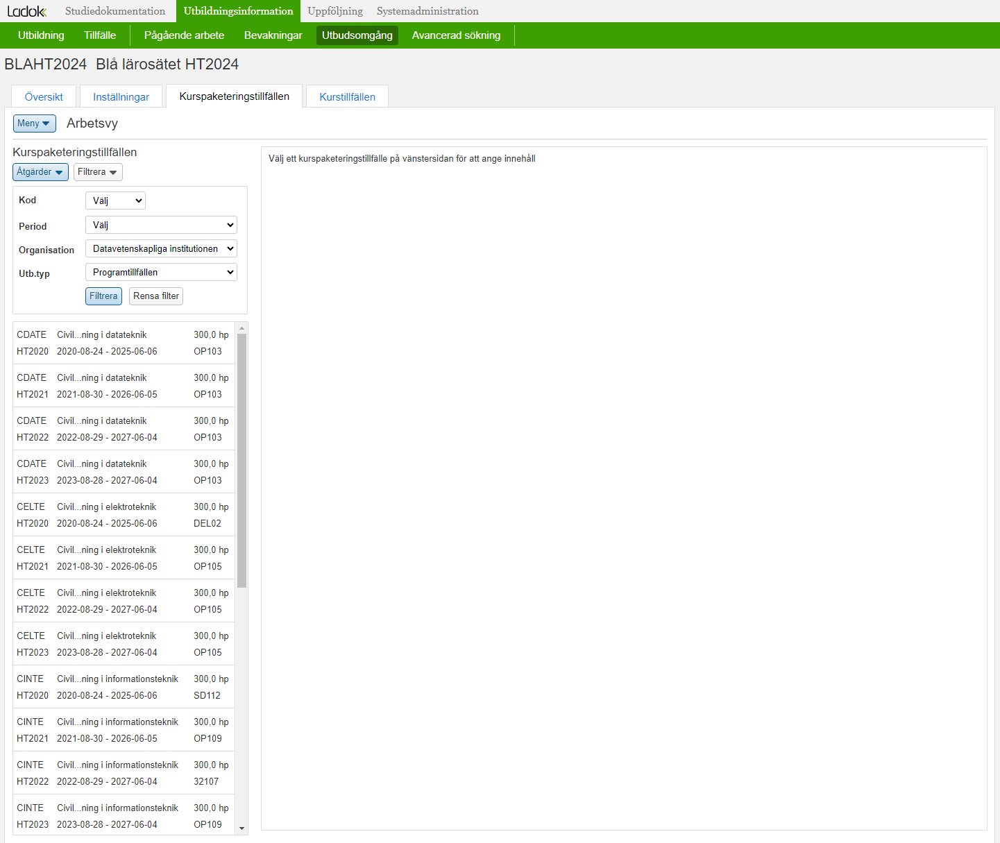 Ladok Studiedokumentation Utbildningsinformation Uppföljning Systemadministration
Utbildning Tillfälle Pågående arbete Bevakningar Utbudsomgång Avancerad sökning
BLAHT2024 Blå lärosätet HT2024
Översikt Inställningar Kurspaketeringstillfällen Kurstillfällen
Meny Arbetsvy
Kurspaketeringstillfällen
Åtgärder Filtrera
Kod Välj
Period Välj
Organisation Datavetenskapliga institutionen
Utb.typ Programtillfällen
Filtrera Rensa filter
CDATE Civil...ning i datateknik 300,0 hp
HT2020 2020-08-24 - 2025-06-06 OP103
CDATE Civil...ning i datateknik 300,0 hp
HT2021 2021-08-30 - 2026-06-05 OP103
CDATE Civil...ning i datateknik 300,0 hp
HT2022 2022-08-29 - 2027-06-04 OP103
CDATE Civil...ning i datateknik 300,0 hp
HT2023 2023-08-28 - 2027-06-04 OP103
CELTE Civil...ning i elektroteknik 300,0 hp
HT2020 2020-08-24 - 2025-06-06 DEL02
CELTE Civil...ning i elektroteknik 300,0 hp
HT2021 2021-08-30 - 2026-06-05 OP105
CELTE Civil...ning i elektroteknik 300,0 hp
HT2022 2022-08-29 - 2027-06-04 OP105
CELTE Civil...ning i elektroteknik 300,0 hp
HT2023 2023-08-28 - 2027-06-04 OP105
CINTE Civil...ning i informationsteknik 300,0 hp
HT2020 2020-08-24 - 2025-06-06 SD112
CINTE Civil...ning i informationsteknik 300,0 hp
HT2021 2021-08-30 - 2026-06-05 OP109
CINTE Civil...ning i informationsteknik 300,0 hp
HT2022 2022-08-29 - 2027-06-04 32107
CINTE Civil...ning i informationsteknik 300,0 hp
HT2023 2023-08-28 - 2027-06-04 OP109
Välj ett kurspaketeringstillfälle på vänstersidan för att ange innehåll